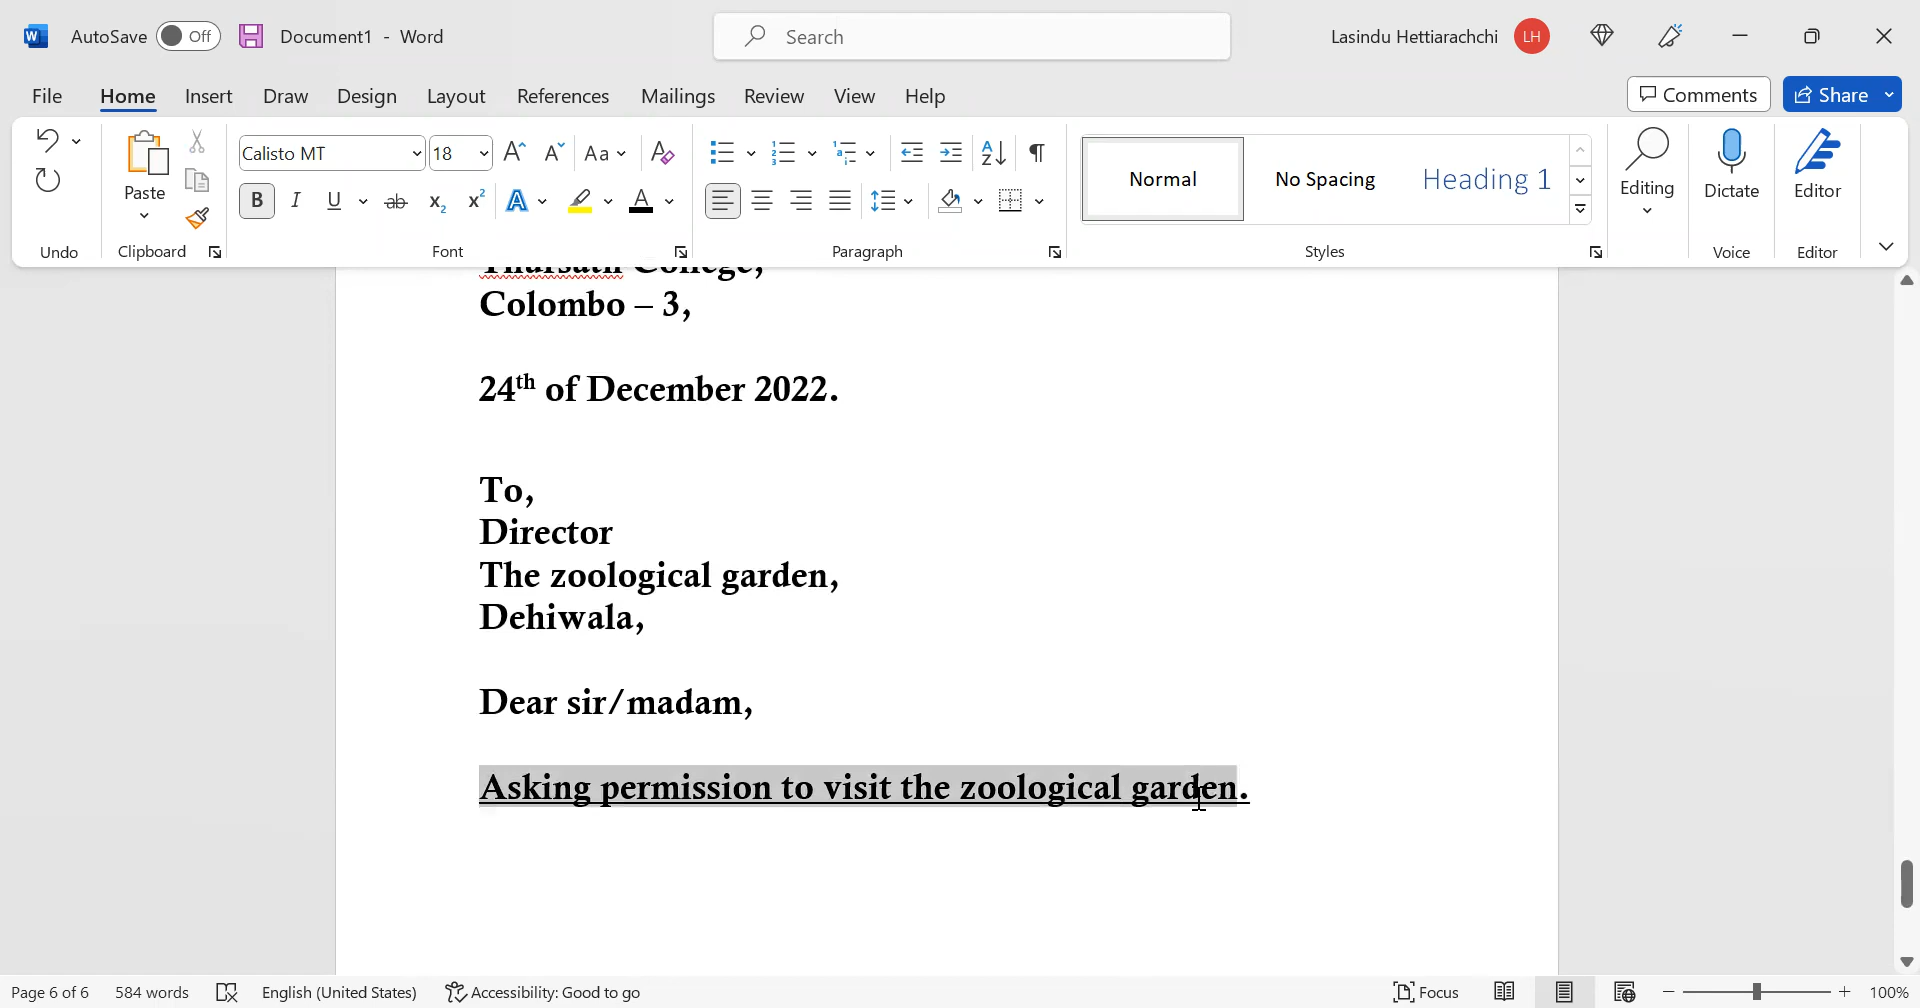 AutoSave Off Document1 - Word Search Lasindu Hettiarachchi LH
File Home Insert Draw Design Layout References Mailings Review View Help Comments Share
Paste Calisto MT 18 Aa Normal No Spacing Heading 1 Editing Dictate Editor
Undo Clipboard Font Paragraph Styles Voice Editor
Thursath College,
Colombo – 3,
24th of December 2022.
To,
Director
The zoological garden,
Dehiwala,
Dear sir/madam,
Asking permission to visit the zoological garden.
Page 6 of 6 584 words English (United States) Accessibility: Good to go Focus 100%